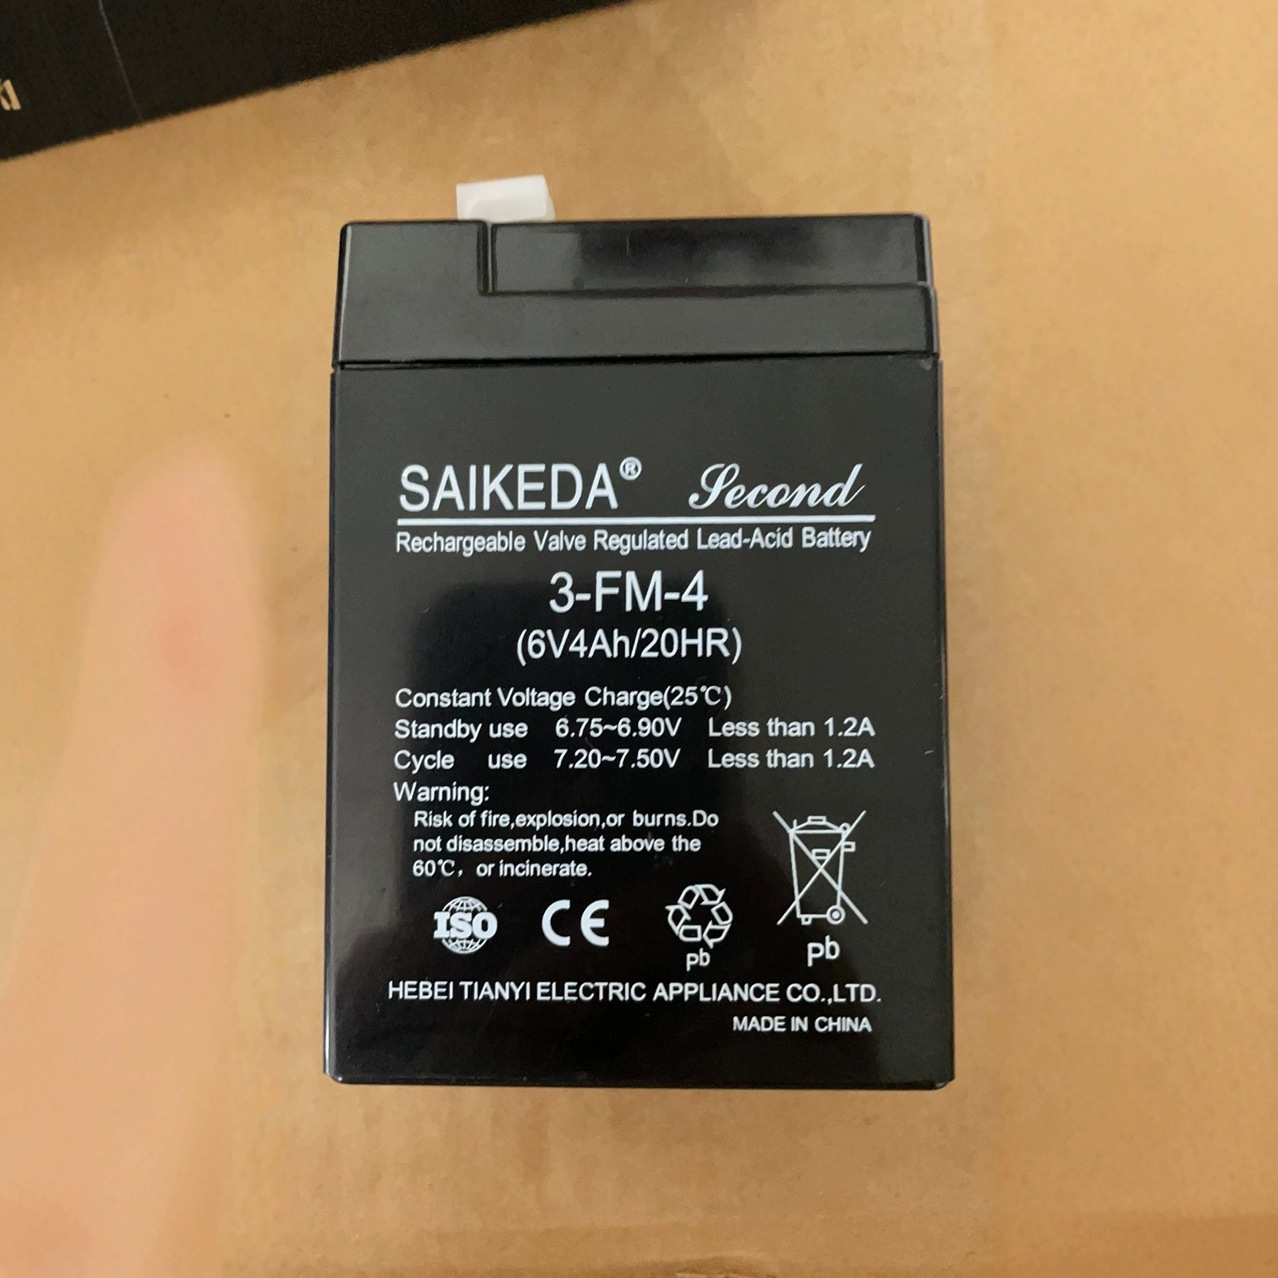 SAIKEDA® Second
Rechargeable Valve Regulated Lead-Acid Battery
3-FM-4
(6V4Ah/20HR)
Constant Voltage Charge(25℃)
Standby use 6.75~6.90V Less than 1.2A
Cycle use 7.20~7.50V Less than 1.2A
Warning:
Risk of fire,explosion,or burns.Do
not disassemble,heat above the
60℃, or incinerate.
ISO CE
Pb Pb
HEBEI TIANYI ELECTRIC APPLIANCE CO.,LTD.
MADE IN CHINA